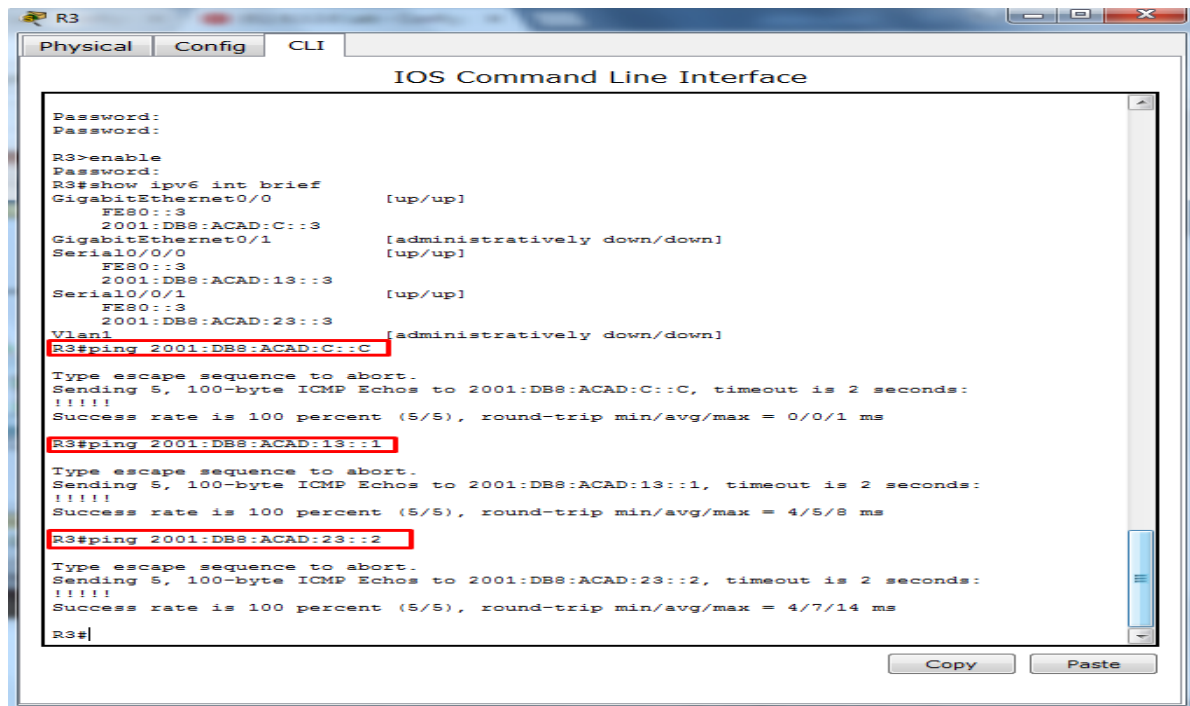 R3
Physical Config CLI
IOS Command Line Interface
Password:
Password:
R3>enable
Password:
R3#show ipv6 int brief
GigabitEthernet0/0 [up/up]
FE80::3
2001:DB8:ACAD:C::3
GigabitEthernet0/1 [administratively down/down]
Serial0/0/0 [up/up]
FE80::3
2001:DB8:ACAD:13::3
Serial0/0/1 [up/up]
FE80::3
2001:DB8:ACAD:23::3
Vlan1 [administratively down/down]
R3#ping 2001:DB8:ACAD:C::C
Type escape sequence to abort.
Sending 5, 100-byte ICMP Echos to 2001:DB8:ACAD:C::C, timeout is 2 seconds:
!!!!!
Success rate is 100 percent (5/5), round-trip min/avg/max = 0/0/1 ms
R3#ping 2001:DB8:ACAD:13::1
Type escape sequence to abort.
Sending 5, 100-byte ICMP Echos to 2001:DB8:ACAD:13::1, timeout is 2 seconds:
!!!!!
Success rate is 100 percent (5/5), round-trip min/avg/max = 4/5/8 ms
R3#ping 2001:DB8:ACAD:23::2
Type escape sequence to abort.
Sending 5, 100-byte ICMP Echos to 2001:DB8:ACAD:23::2, timeout is 2 seconds:
!!!!!
Success rate is 100 percent (5/5), round-trip min/avg/max = 4/7/14 ms
R3#
Copy Paste